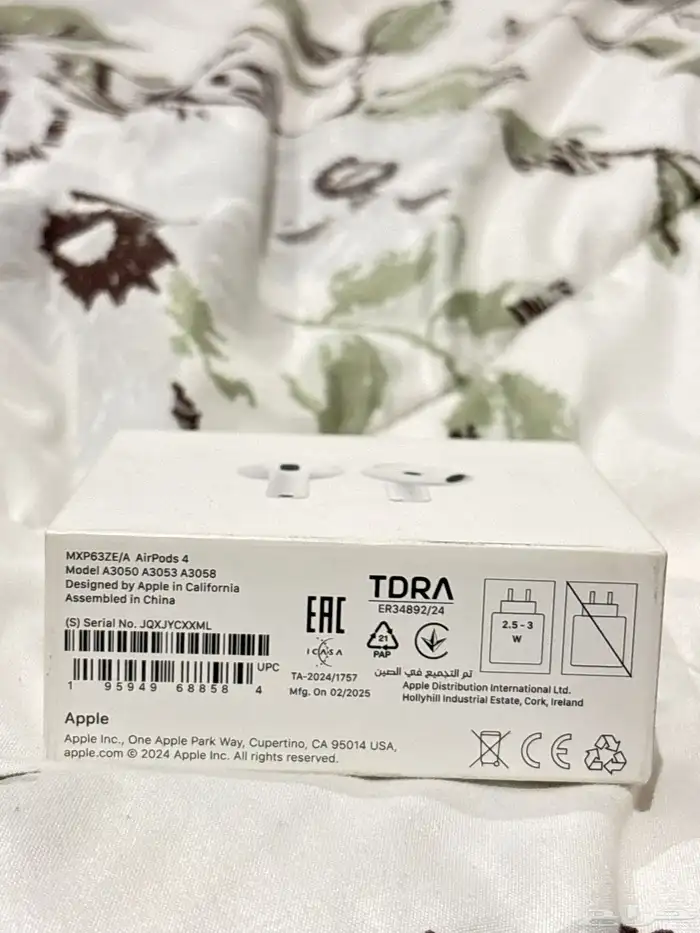 MXP63ZE/A AirPods 4
Model A3050 A3053 A3058
Designed by Apple in California
Assembled in China
(S) Serial No. JQXJYCXXML
UPC
1 95949 68858 4
EAC
ICASA
TA-2024/1757
Mfg. On 02/2025
TDRA
ER34892/24
21
PAP
2.5 - 3
W
تم التجميع في الصين
Apple Distribution International Ltd.
Hollyhill Industrial Estate, Cork, Ireland
Apple
Apple Inc., One Apple Park Way, Cupertino, CA 95014 USA,
apple.com © 2024 Apple Inc. All rights reserved.
CE